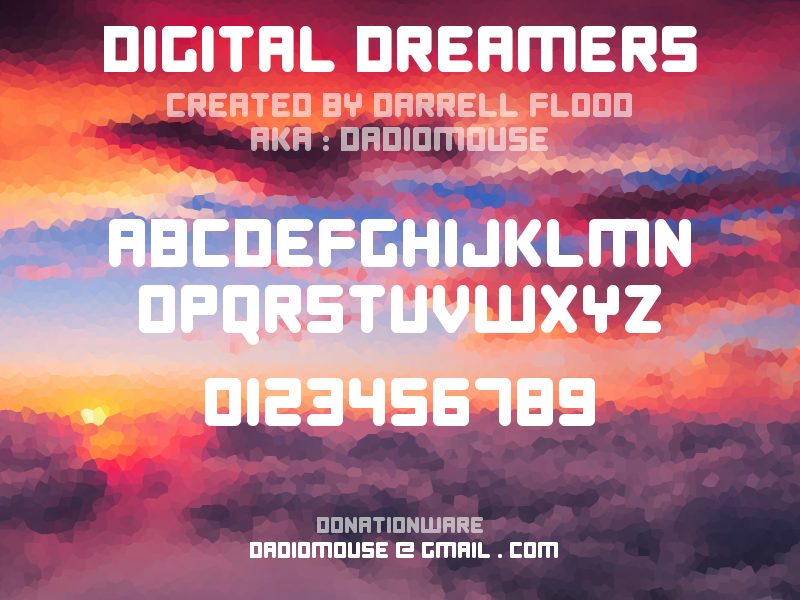 DIGITAL DREAMERS
CREATED BY DARRELL FLOOD
AKA : DADIOMOUSE
ABCDEFGHIJKLMN
OPQRSTUVWXYZ
0123456789
DONATIONWARE
DADIOMOUSE @ GMAIL . COM